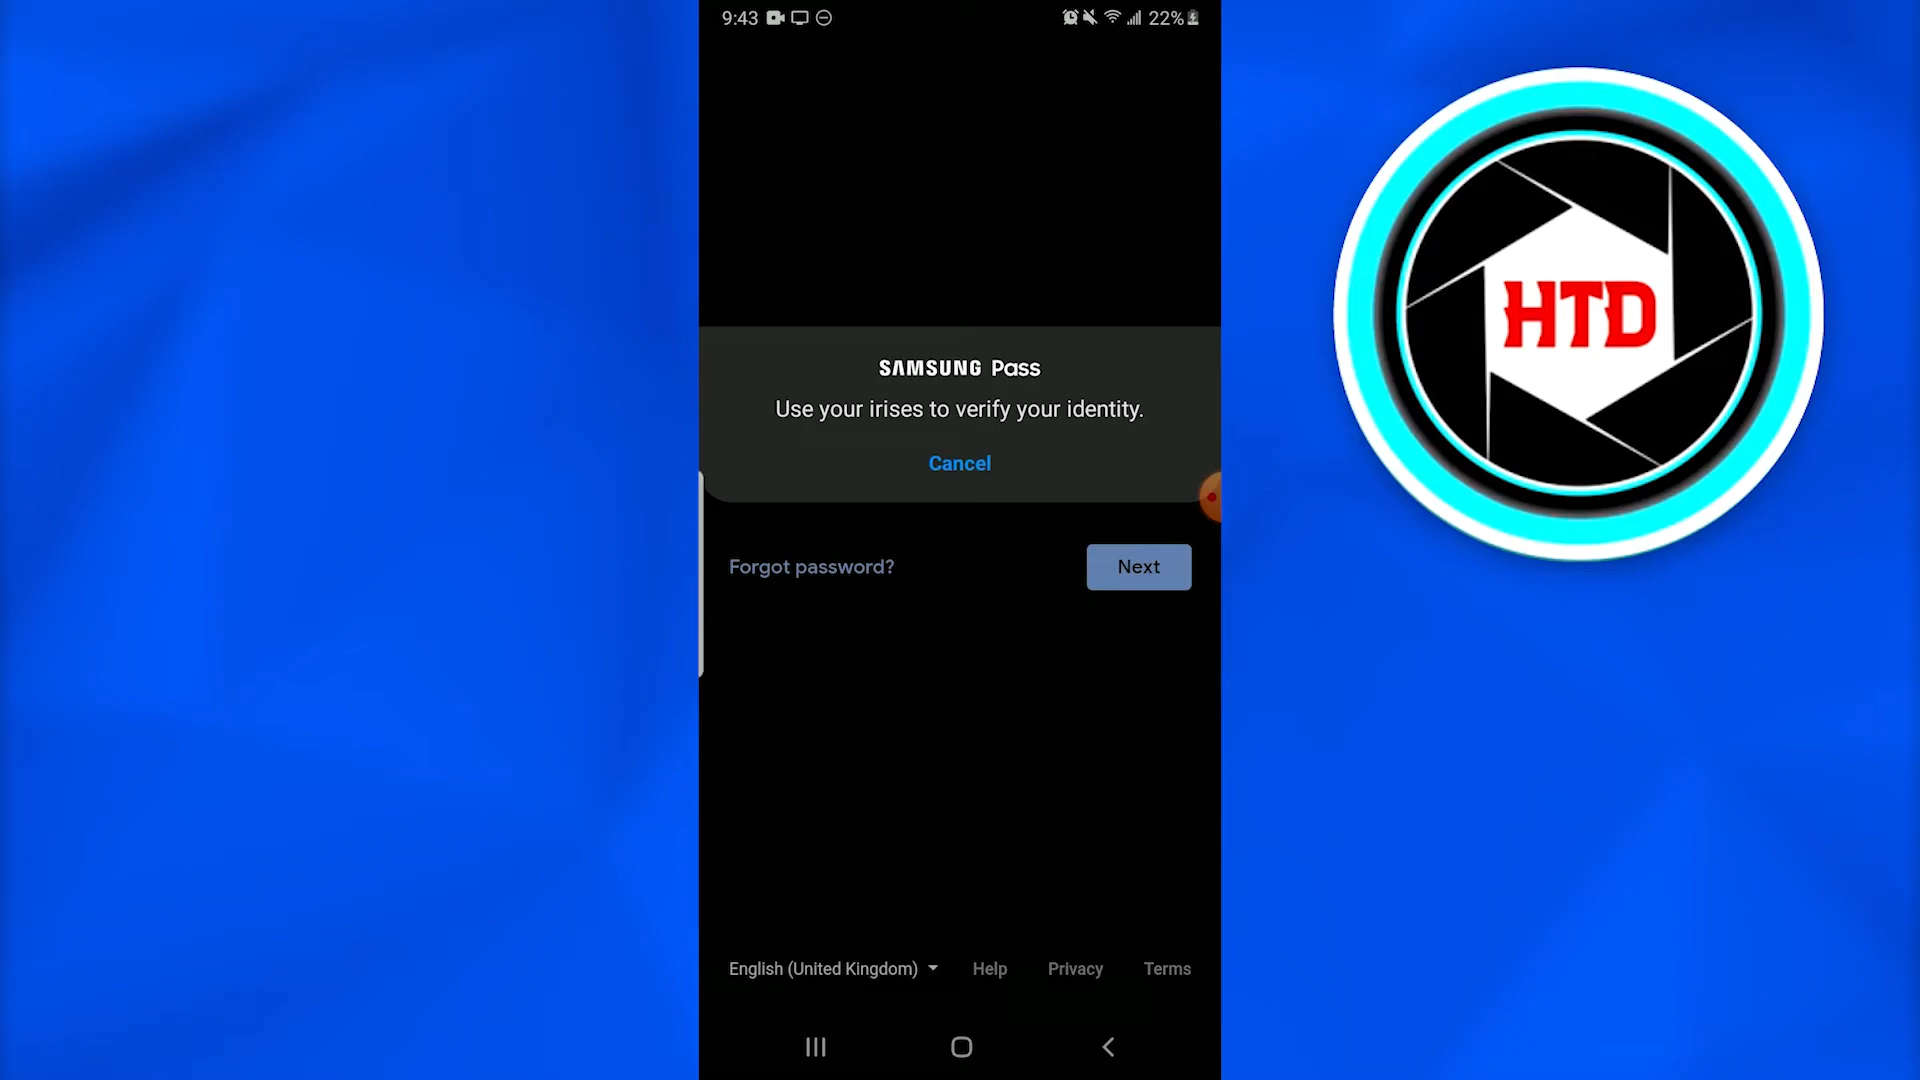 9:43
22%
SAMSUNG Pass
Use your irises to verify your identity.
Cancel
Forgot password?
Next
English (United Kingdom)
Help
Privacy
Terms
HTD